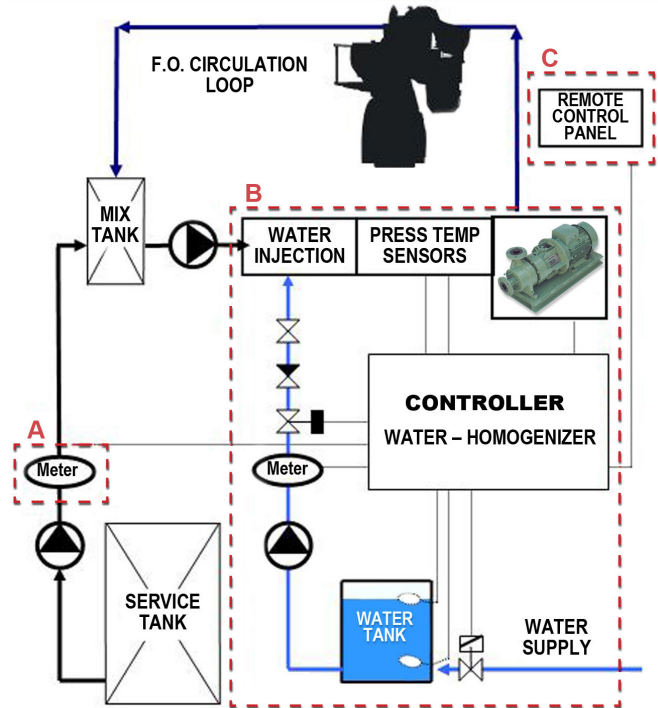 F.O. CIRCULATION
LOOP
C
REMOTE
CONTROL
PANEL
MIX
TANK
B
WATER
INJECTION
PRESS TEMP
SENSORS
CONTROLLER
WATER – HOMOGENIZER
A
Meter
Meter
SERVICE
TANK
WATER
TANK
WATER
SUPPLY